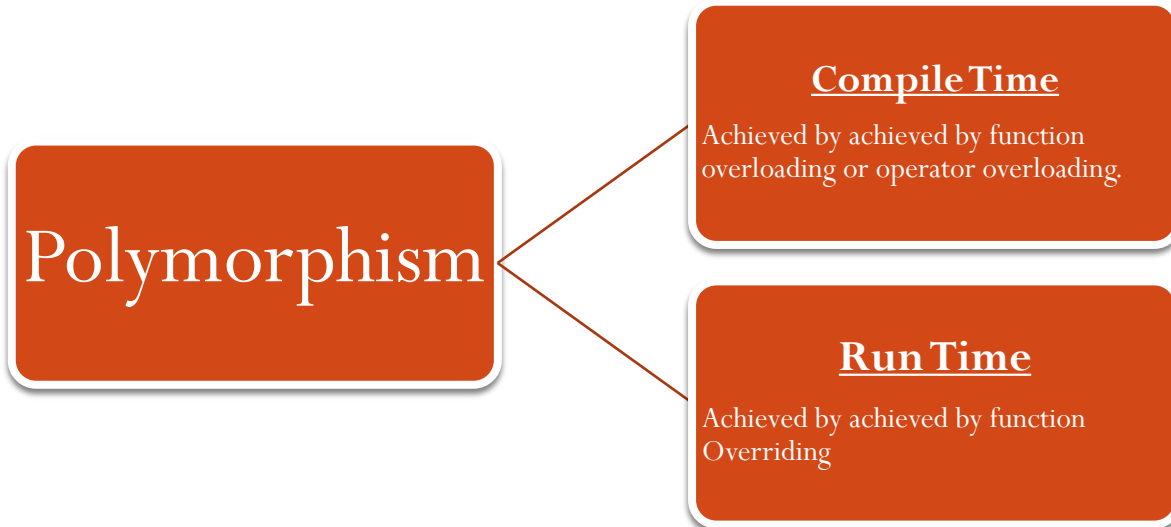 Polymorphism
Compile Time
Achieved by achieved by function
overloading or operator overloading.
Run Time
Achieved by achieved by function
Overriding